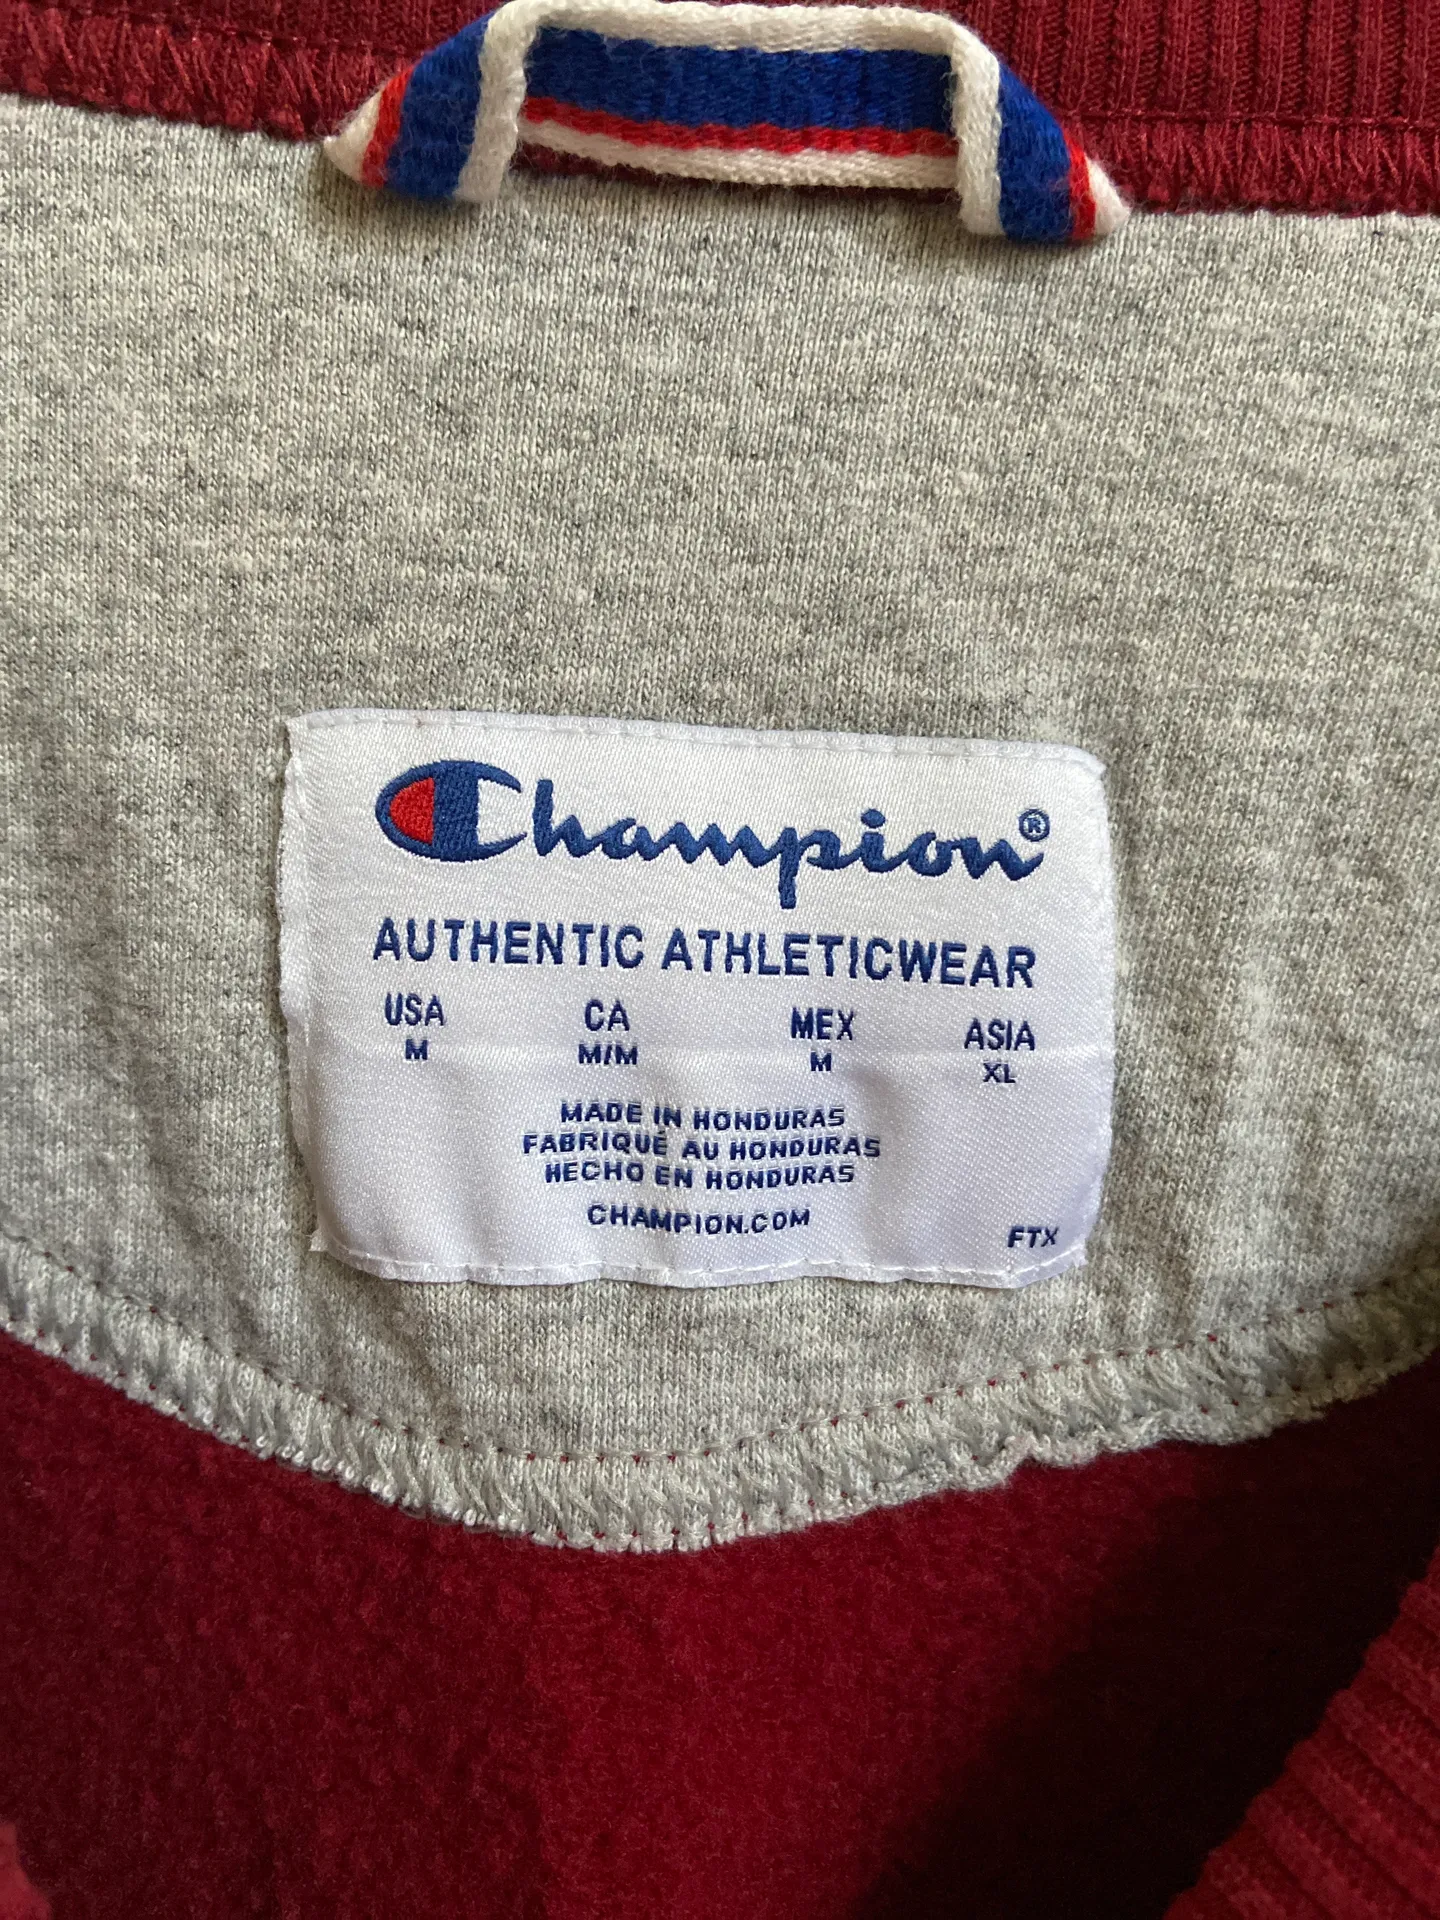 Champion®
AUTHENTIC ATHLETICWEAR
USA CA MEX ASIA
M M/M M XL
MADE IN HONDURAS
FABRIQUÉ AU HONDURAS
HECHO EN HONDURAS
CHAMPION.COM
FTX